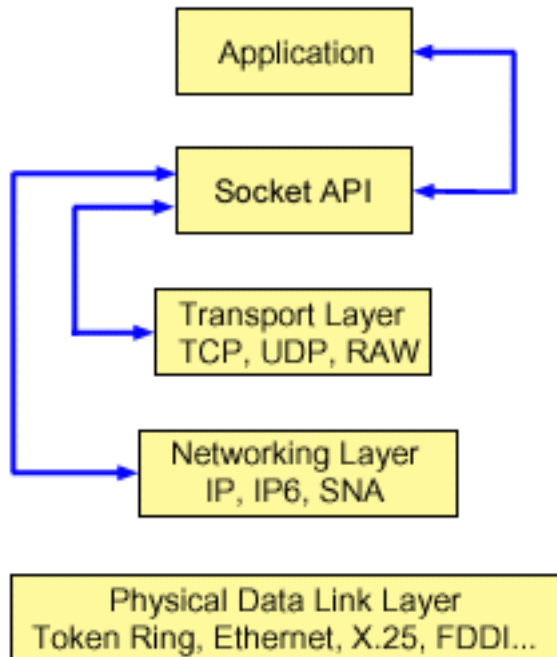 Application
Socket API
Transport Layer
TCP, UDP, RAW
Networking Layer
IP, IP6, SNA
Physical Data Link Layer
Token Ring, Ethernet, X.25, FDDI...